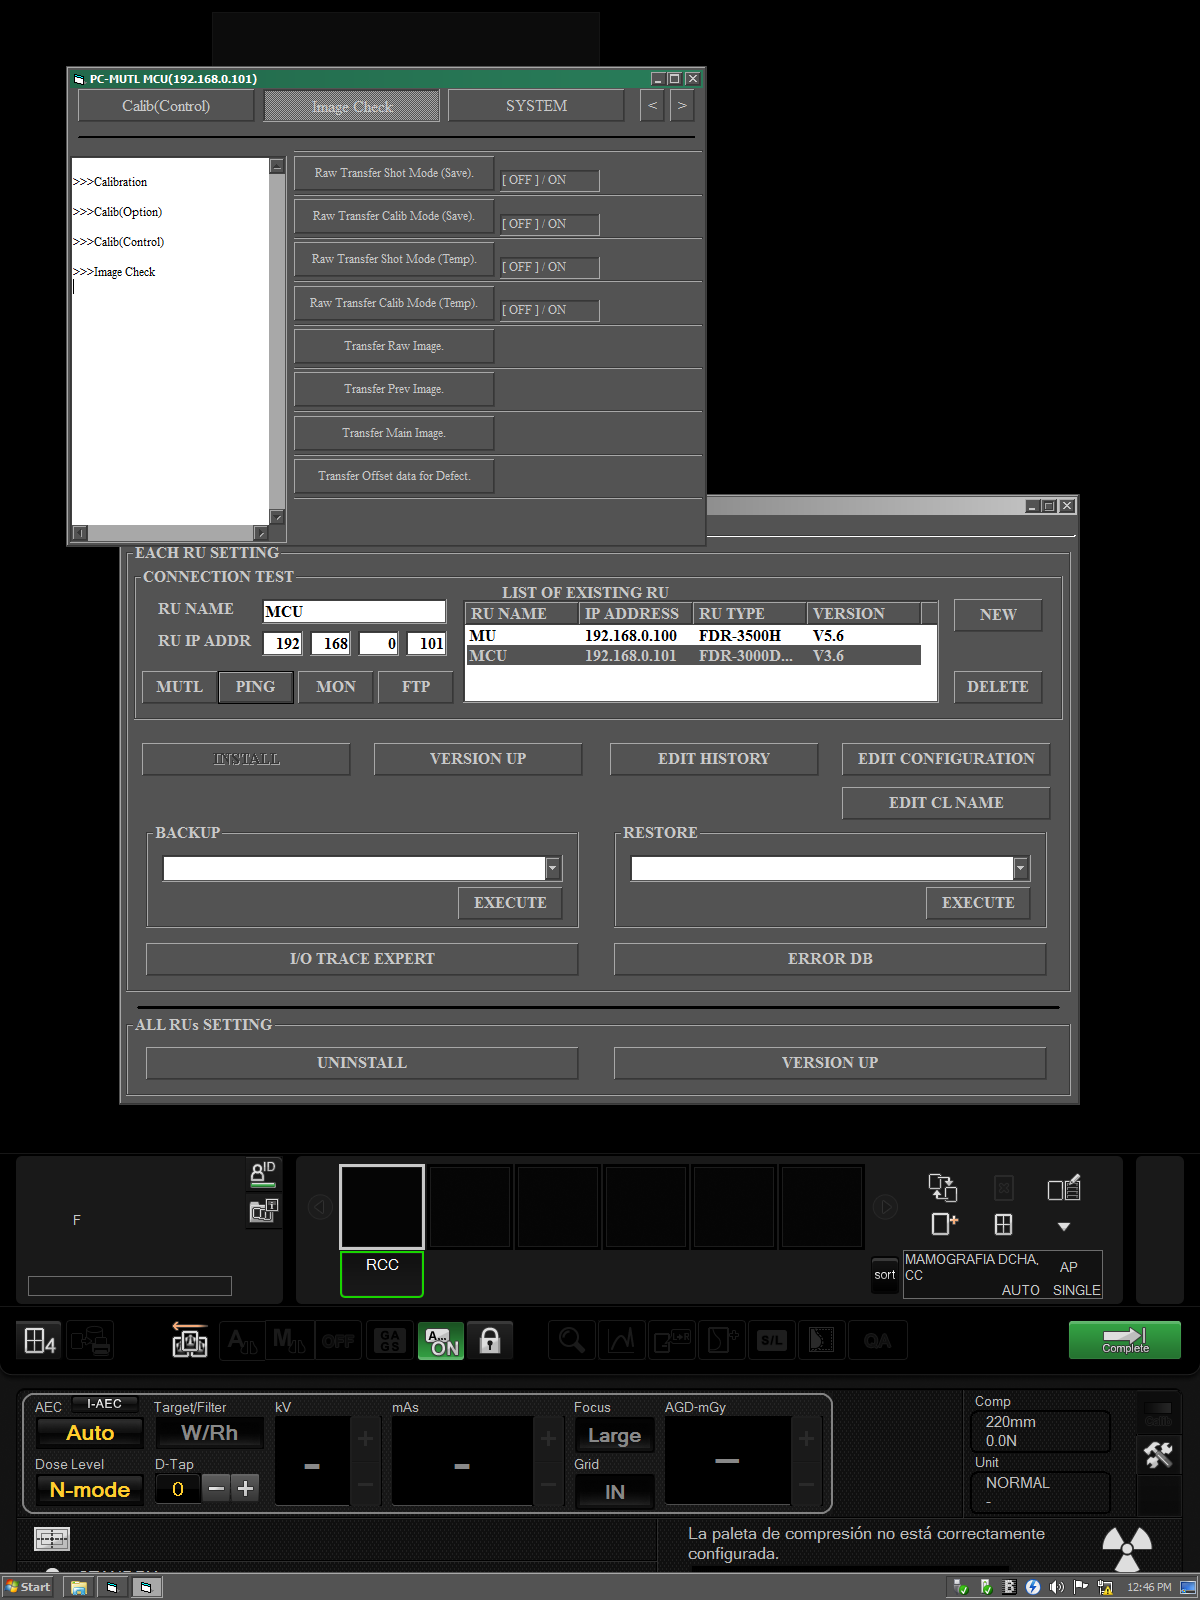 PC-MUTL MCU(192.168.0.101)
Calib(Control)
Image Check
SYSTEM
<
>
>>>Calibration
>>>Calib(Option)
>>>Calib(Control)
>>>Image Check
Raw Transfer Shot Mode (Save).
[ OFF ] / ON
Raw Transfer Calib Mode (Save).
[ OFF ] / ON
Raw Transfer Shot Mode (Temp).
[ OFF ] / ON
Raw Transfer Calib Mode (Temp).
[ OFF ] / ON
Transfer Raw Image.
Transfer Prev Image.
Transfer Main Image.
Transfer Offset data for Defect.
EACH RU SETTING
CONNECTION TEST
RU NAME
MCU
RU IP ADDR
192 168 0 101
MUTL
PING
MON
FTP
LIST OF EXISTING RU
RU NAME IP ADDRESS RU TYPE VERSION
MU 192.168.0.100 FDR-3500H V5.6
MCU 192.168.0.101 FDR-3000D... V3.6
NEW
DELETE
INSTALL
VERSION UP
EDIT HISTORY
EDIT CONFIGURATION
EDIT CL NAME
BACKUP
EXECUTE
RESTORE
EXECUTE
I/O TRACE EXPERT
ERROR DB
ALL RUs SETTING
UNINSTALL
VERSION UP
ID
F
RCC
sort
MAMOGRAFIA DCHA, CC
AP
AUTO SINGLE
4
A
M
OFF
GA GS
A... ON
L+R
S/L
QA
Complete
AEC
I-AEC
Auto
Target/Filter
W/Rh
kV
-
mAs
-
Focus
Large
AGD-mGy
-
Dose Level
N-mode
D-Tap
0
Grid
IN
Comp
220mm
0.0N
Unit
NORMAL
-
La paleta de compresión no está correctamente
configurada.
Start
12:46 PM